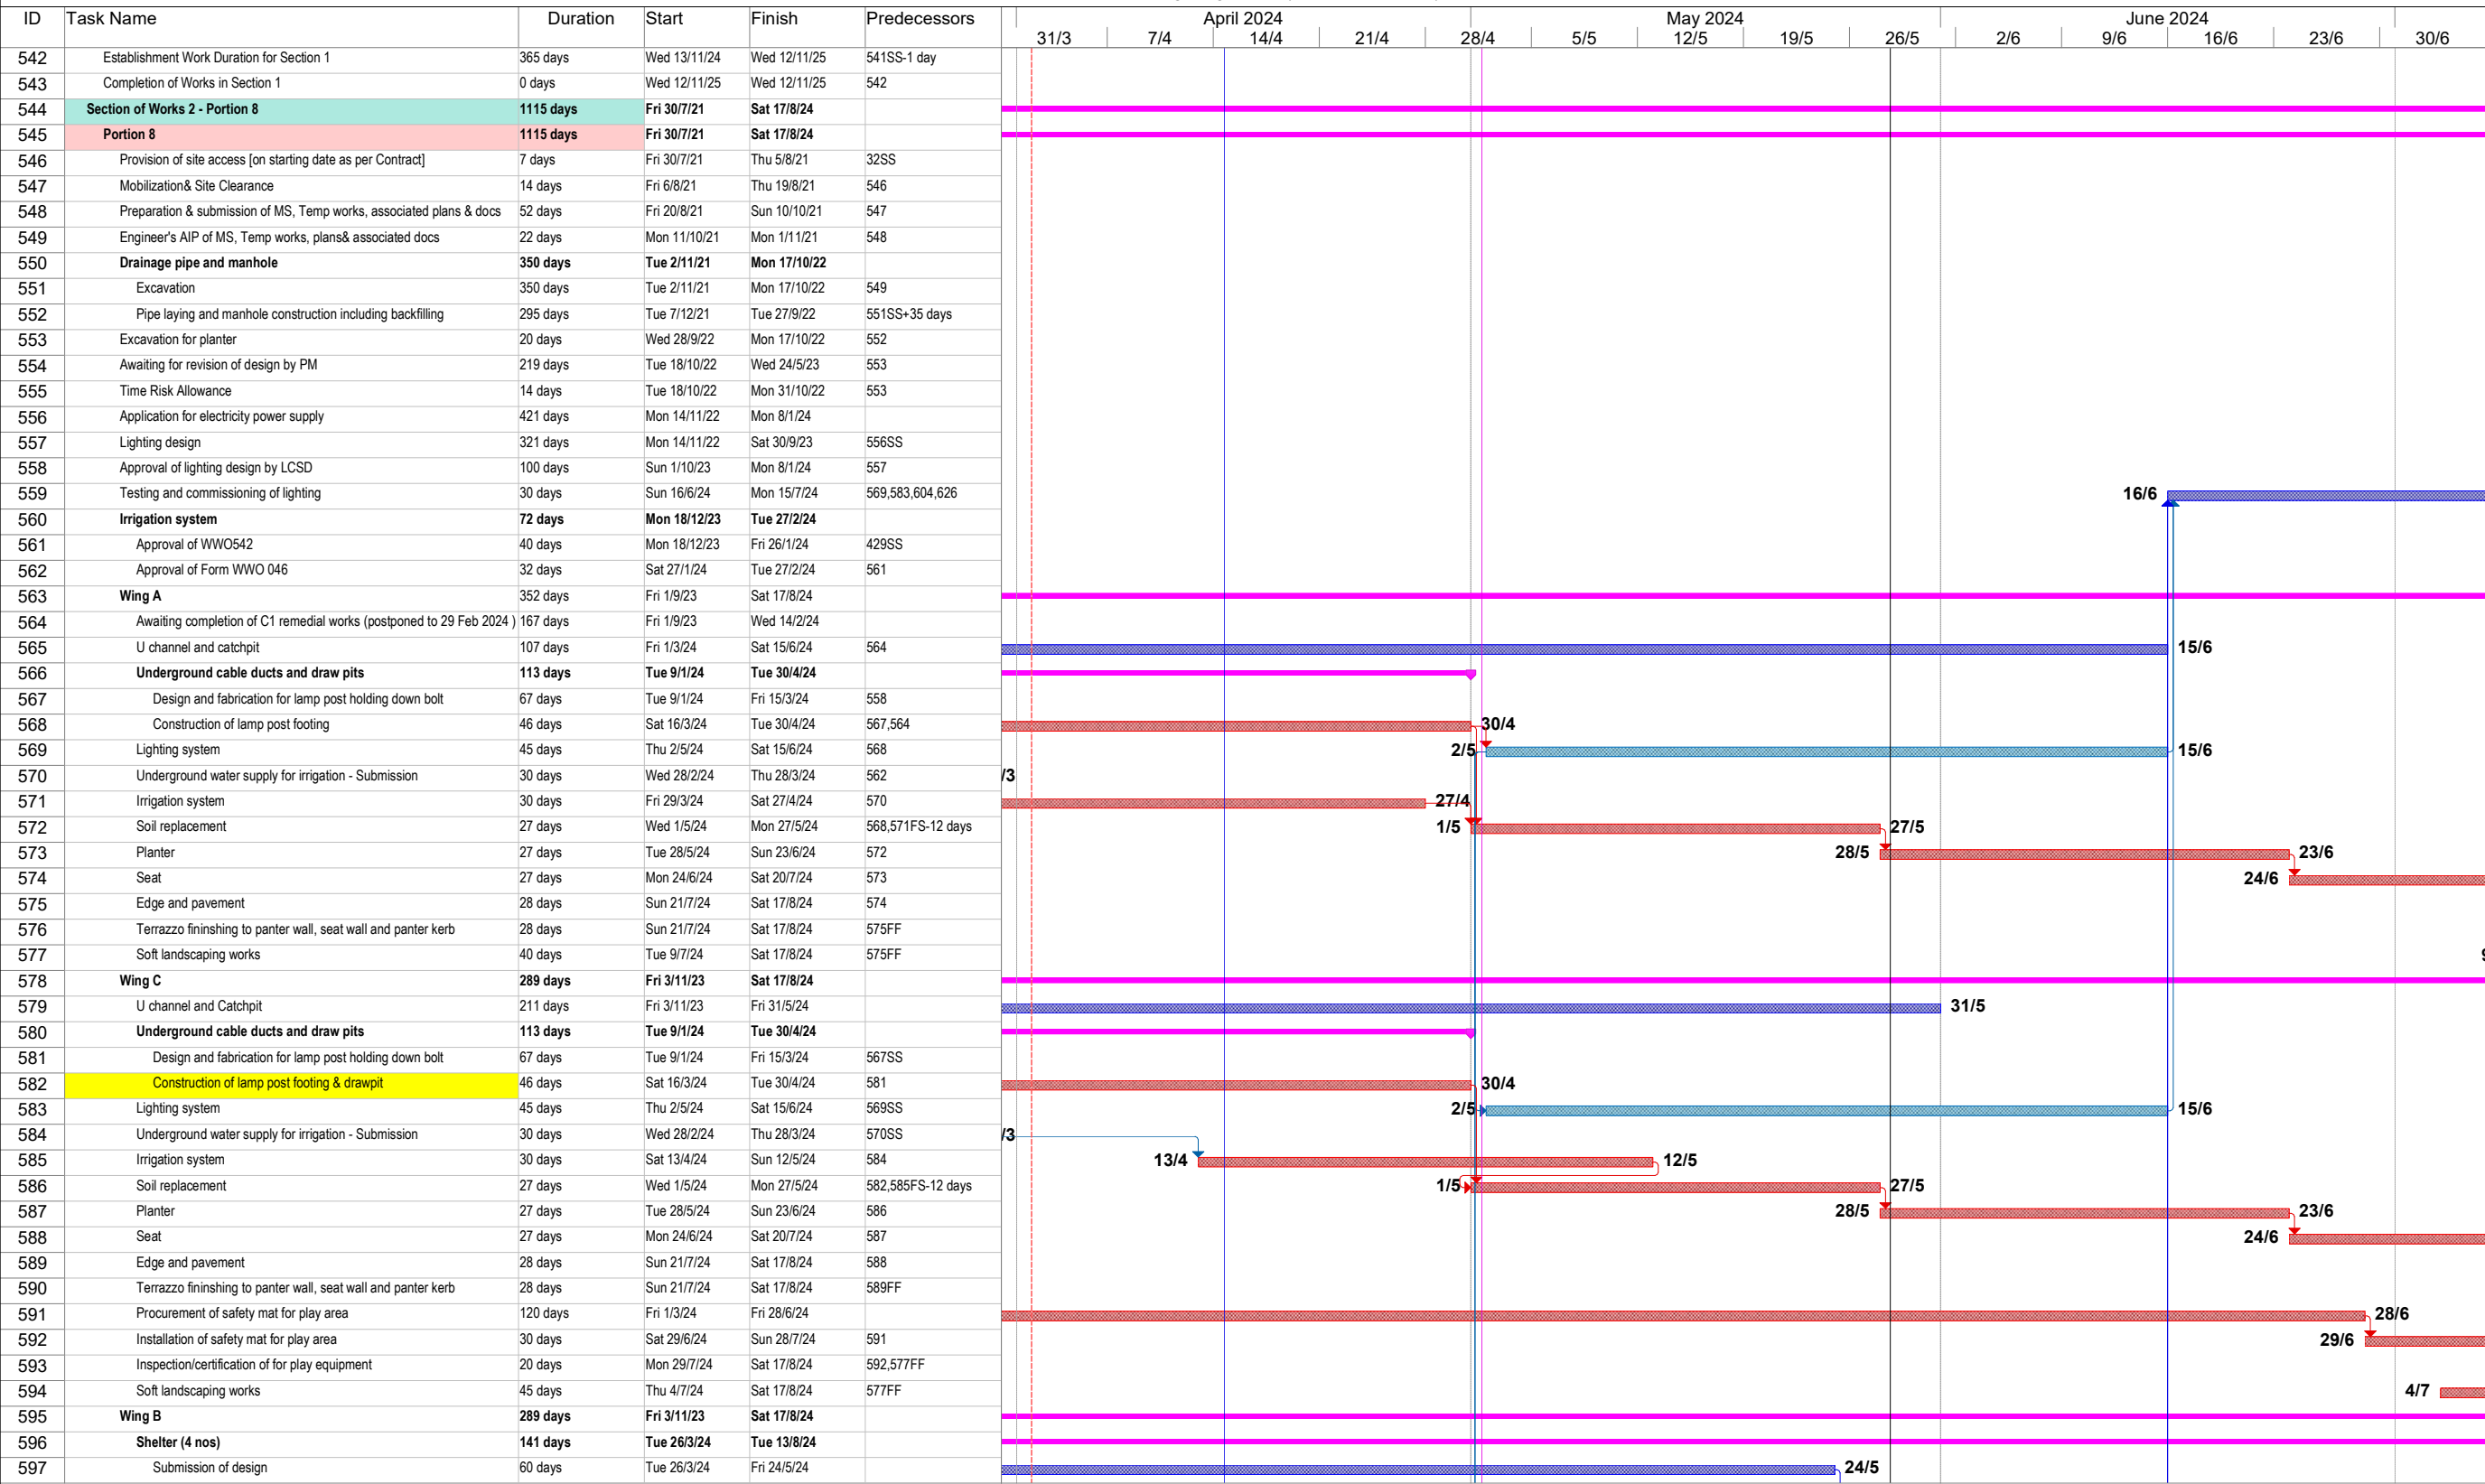 ID Task Name Duration Start Finish Predecessors April 2024 May 2024 June 2024
31/3 7/4 14/4 21/4 28/4 5/5 12/5 19/5 26/5 2/6 9/6 16/6 23/6 30/6
542 Establishment Work Duration for Section 1 365 days Wed 13/11/24 Wed 12/11/25 541SS-1 day
543 Completion of Works in Section 1 0 days Wed 12/11/25 Wed 12/11/25 542
544 Section of Works 2 - Portion 8 1115 days Fri 30/7/21 Sat 17/8/24
545 Portion 8 1115 days Fri 30/7/21 Sat 17/8/24
546 Provision of site access [on starting date as per Contract] 7 days Fri 30/7/21 Thu 5/8/21 32SS
547 Mobilization& Site Clearance 14 days Fri 6/8/21 Thu 19/8/21 546
548 Preparation & submission of MS, Temp works, associated plans & docs 52 days Fri 20/8/21 Sun 10/10/21 547
549 Engineer's AIP of MS, Temp works, plans& associated docs 22 days Mon 11/10/21 Mon 1/11/21 548
550 Drainage pipe and manhole 350 days Tue 2/11/21 Mon 17/10/22
551 Excavation 350 days Tue 2/11/21 Mon 17/10/22 549
552 Pipe laying and manhole construction including backfilling 295 days Tue 7/12/21 Tue 27/9/22 551SS+35 days
553 Excavation for planter 20 days Wed 28/9/22 Mon 17/10/22 552
554 Awaiting for revision of design by PM 219 days Tue 18/10/22 Wed 24/5/23 553
555 Time Risk Allowance 14 days Tue 18/10/22 Mon 31/10/22 553
556 Application for electricity power supply 421 days Mon 14/11/22 Mon 8/1/24
557 Lighting design 321 days Mon 14/11/22 Sat 30/9/23 556SS
558 Approval of lighting design by LCSD 100 days Sun 1/10/23 Mon 8/1/24 557
559 Testing and commissioning of lighting 30 days Sun 16/6/24 Mon 15/7/24 569,583,604,626 16/6
560 Irrigation system 72 days Mon 18/12/23 Tue 27/2/24
561 Approval of WWO542 40 days Mon 18/12/23 Fri 26/1/24 429SS
562 Approval of Form WWO 046 32 days Sat 27/1/24 Tue 27/2/24 561
563 Wing A 352 days Fri 1/9/23 Sat 17/8/24
564 Awaiting completion of C1 remedial works (postponed to 29 Feb 2024 ) 167 days Fri 1/9/23 Wed 14/2/24
565 U channel and catchpit 107 days Fri 1/3/24 Sat 15/6/24 564 15/6
566 Underground cable ducts and draw pits 113 days Tue 9/1/24 Tue 30/4/24
567 Design and fabrication for lamp post holding down bolt 67 days Tue 9/1/24 Fri 15/3/24 558
568 Construction of lamp post footing 46 days Sat 16/3/24 Tue 30/4/24 567,564 30/4
569 Lighting system 45 days Thu 2/5/24 Sat 15/6/24 568 2/5 15/6
570 Underground water supply for irrigation - Submission 30 days Wed 28/2/24 Thu 28/3/24 562 /3
571 Irrigation system 30 days Fri 29/3/24 Sat 27/4/24 570 27/4
572 Soil replacement 27 days Wed 1/5/24 Mon 27/5/24 568,571FS-12 days 1/5 27/5
573 Planter 27 days Tue 28/5/24 Sun 23/6/24 572 28/5 23/6
574 Seat 27 days Mon 24/6/24 Sat 20/7/24 573 24/6
575 Edge and pavement 28 days Sun 21/7/24 Sat 17/8/24 574
576 Terrazzo fininshing to panter wall, seat wall and panter kerb 28 days Sun 21/7/24 Sat 17/8/24 575FF
577 Soft landscaping works 40 days Tue 9/7/24 Sat 17/8/24 575FF
578 Wing C 289 days Fri 3/11/23 Sat 17/8/24
579 U channel and Catchpit 211 days Fri 3/11/23 Fri 31/5/24 31/5
580 Underground cable ducts and draw pits 113 days Tue 9/1/24 Tue 30/4/24
581 Design and fabrication for lamp post holding down bolt 67 days Tue 9/1/24 Fri 15/3/24 567SS
582 Construction of lamp post footing & drawpit 46 days Sat 16/3/24 Tue 30/4/24 581 30/4
583 Lighting system 45 days Thu 2/5/24 Sat 15/6/24 569SS 2/5 15/6
584 Underground water supply for irrigation - Submission 30 days Wed 28/2/24 Thu 28/3/24 570SS /3
585 Irrigation system 30 days Sat 13/4/24 Sun 12/5/24 584 13/4 12/5
586 Soil replacement 27 days Wed 1/5/24 Mon 27/5/24 582,585FS-12 days 1/5 27/5
587 Planter 27 days Tue 28/5/24 Sun 23/6/24 586 28/5 23/6
588 Seat 27 days Mon 24/6/24 Sat 20/7/24 587 24/6
589 Edge and pavement 28 days Sun 21/7/24 Sat 17/8/24 588
590 Terrazzo fininshing to panter wall, seat wall and panter kerb 28 days Sun 21/7/24 Sat 17/8/24 589FF
591 Procurement of safety mat for play area 120 days Fri 1/3/24 Fri 28/6/24 28/6
592 Installation of safety mat for play area 30 days Sat 29/6/24 Sun 28/7/24 591 29/6
593 Inspection/certification of for play equipment 20 days Mon 29/7/24 Sat 17/8/24 592,577FF
594 Soft landscaping works 45 days Thu 4/7/24 Sat 17/8/24 577FF 4/7
595 Wing B 289 days Fri 3/11/23 Sat 17/8/24
596 Shelter (4 nos) 141 days Tue 26/3/24 Tue 13/8/24
597 Submission of design 60 days Tue 26/3/24 Fri 24/5/24 24/5